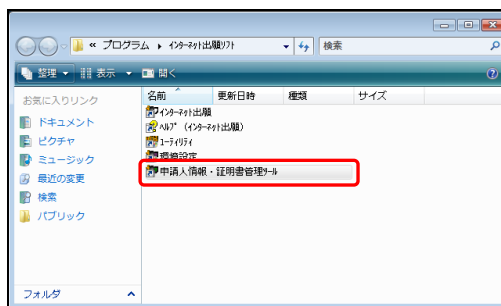 « プログラム ▸ ｲﾝﾀｰﾈｯﾄ出願ｿﾌﾄ
検索
整理 表示 開く
お気に入りリンク
ドキュメント
ピクチャ
ミュージック
最近の変更
検索
パブリック
フォルダ
名前 更新日時 種類 サイズ
ｲﾝﾀｰﾈｯﾄ出願
ﾍﾙﾌﾟ (ｲﾝﾀｰﾈｯﾄ出願)
ﾕｰﾃｨﾘﾃｨ
環境設定
申請人情報・証明書管理ﾂｰﾙ